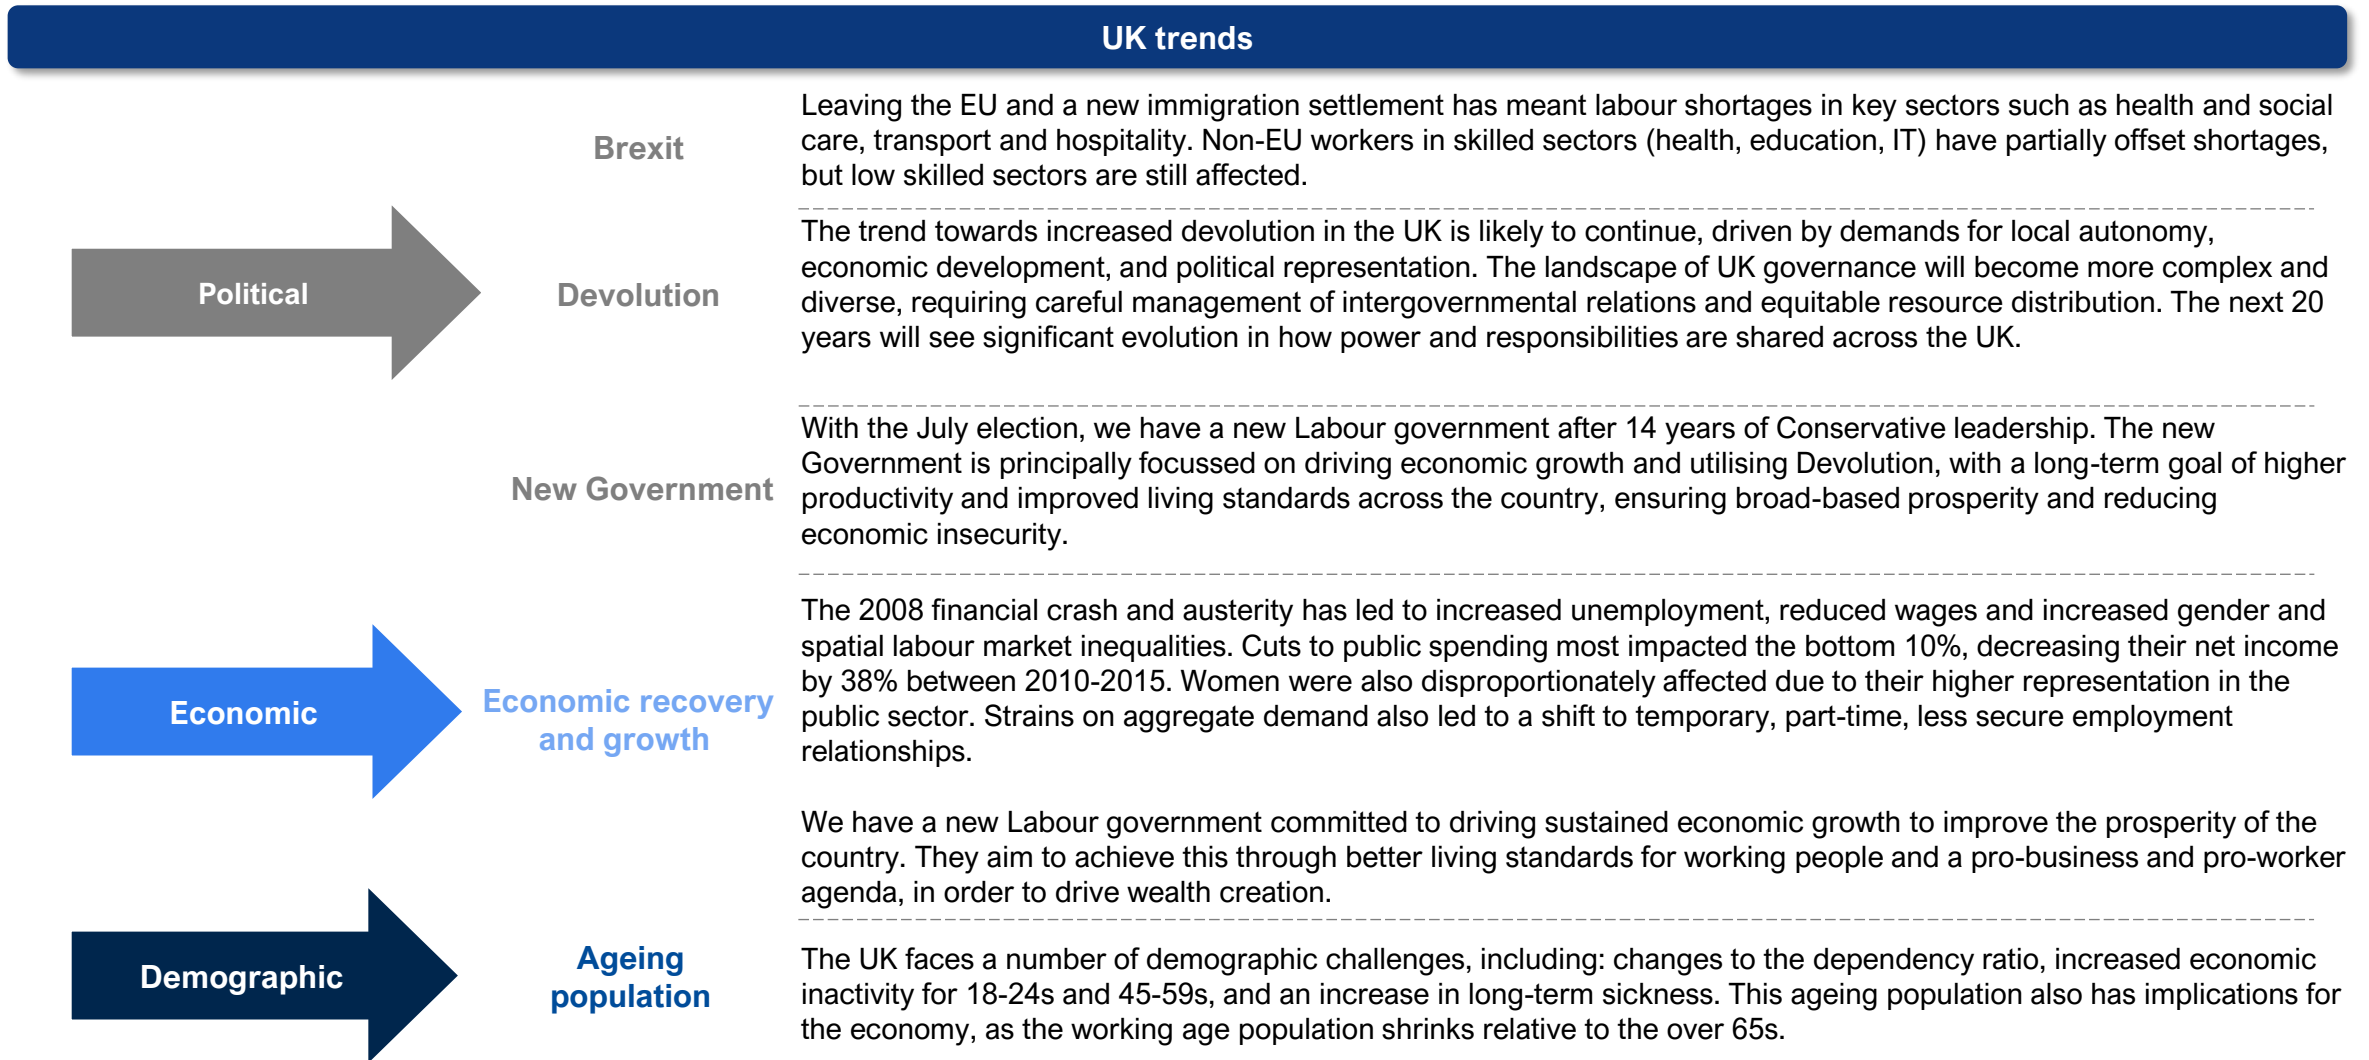 UK trends
Brexit
Leaving the EU and a new immigration settlement has meant labour shortages in key sectors such as health and social
care, transport and hospitality. Non-EU workers in skilled sectors (health, education, IT) have partially offset shortages,
but low skilled sectors are still affected.
Political
Devolution
The trend towards increased devolution in the UK is likely to continue, driven by demands for local autonomy,
economic development, and political representation. The landscape of UK governance will become more complex and
diverse, requiring careful management of intergovernmental relations and equitable resource distribution. The next 20
years will see significant evolution in how power and responsibilities are shared across the UK.
New Government
With the July election, we have a new Labour government after 14 years of Conservative leadership. The new
Government is principally focussed on driving economic growth and utilising Devolution, with a long-term goal of higher
productivity and improved living standards across the country, ensuring broad-based prosperity and reducing
economic insecurity.
Economic
Economic recovery
and growth
The 2008 financial crash and austerity has led to increased unemployment, reduced wages and increased gender and
spatial labour market inequalities. Cuts to public spending most impacted the bottom 10%, decreasing their net income
by 38% between 2010-2015. Women were also disproportionately affected due to their higher representation in the
public sector. Strains on aggregate demand also led to a shift to temporary, part-time, less secure employment
relationships.
We have a new Labour government committed to driving sustained economic growth to improve the prosperity of the
country. They aim to achieve this through better living standards for working people and a pro-business and pro-worker
agenda, in order to drive wealth creation.
Demographic
Ageing
population
The UK faces a number of demographic challenges, including: changes to the dependency ratio, increased economic
inactivity for 18-24s and 45-59s, and an increase in long-term sickness. This ageing population also has implications for
the economy, as the working age population shrinks relative to the over 65s.